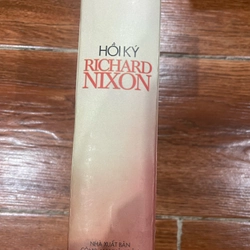 HỒI KÝ
RICHARD
NIXON
NHÀ XUẤT BẢN